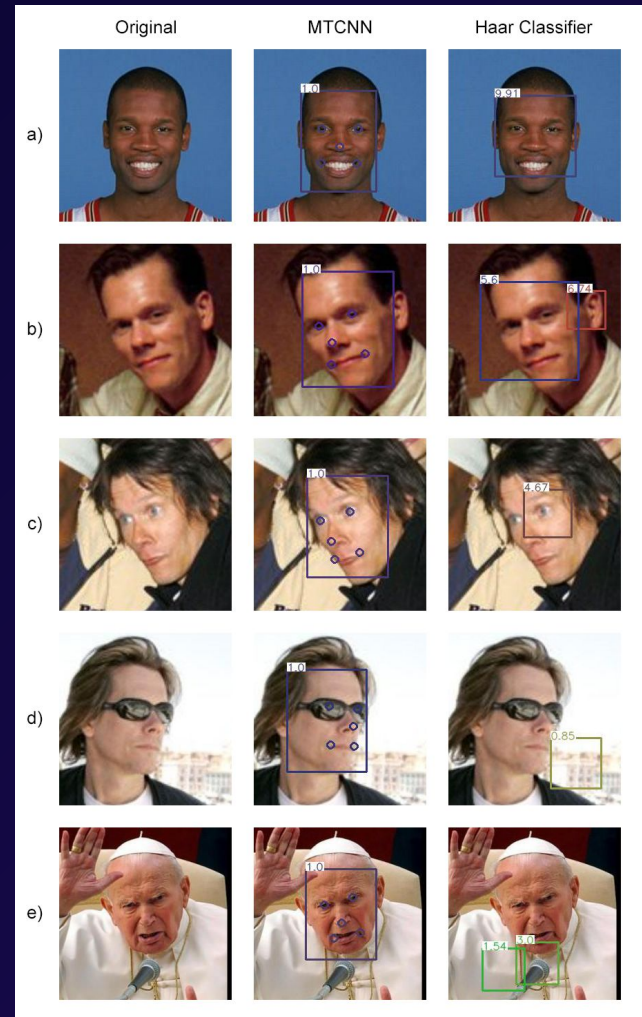 Original MTCNN Haar Classifier
a) 1.0 9.91
b) 1.0 5.6 6.74
c) 1.0 4.67
d) 1.0 0.85
e) 1.0 1.54 3.0